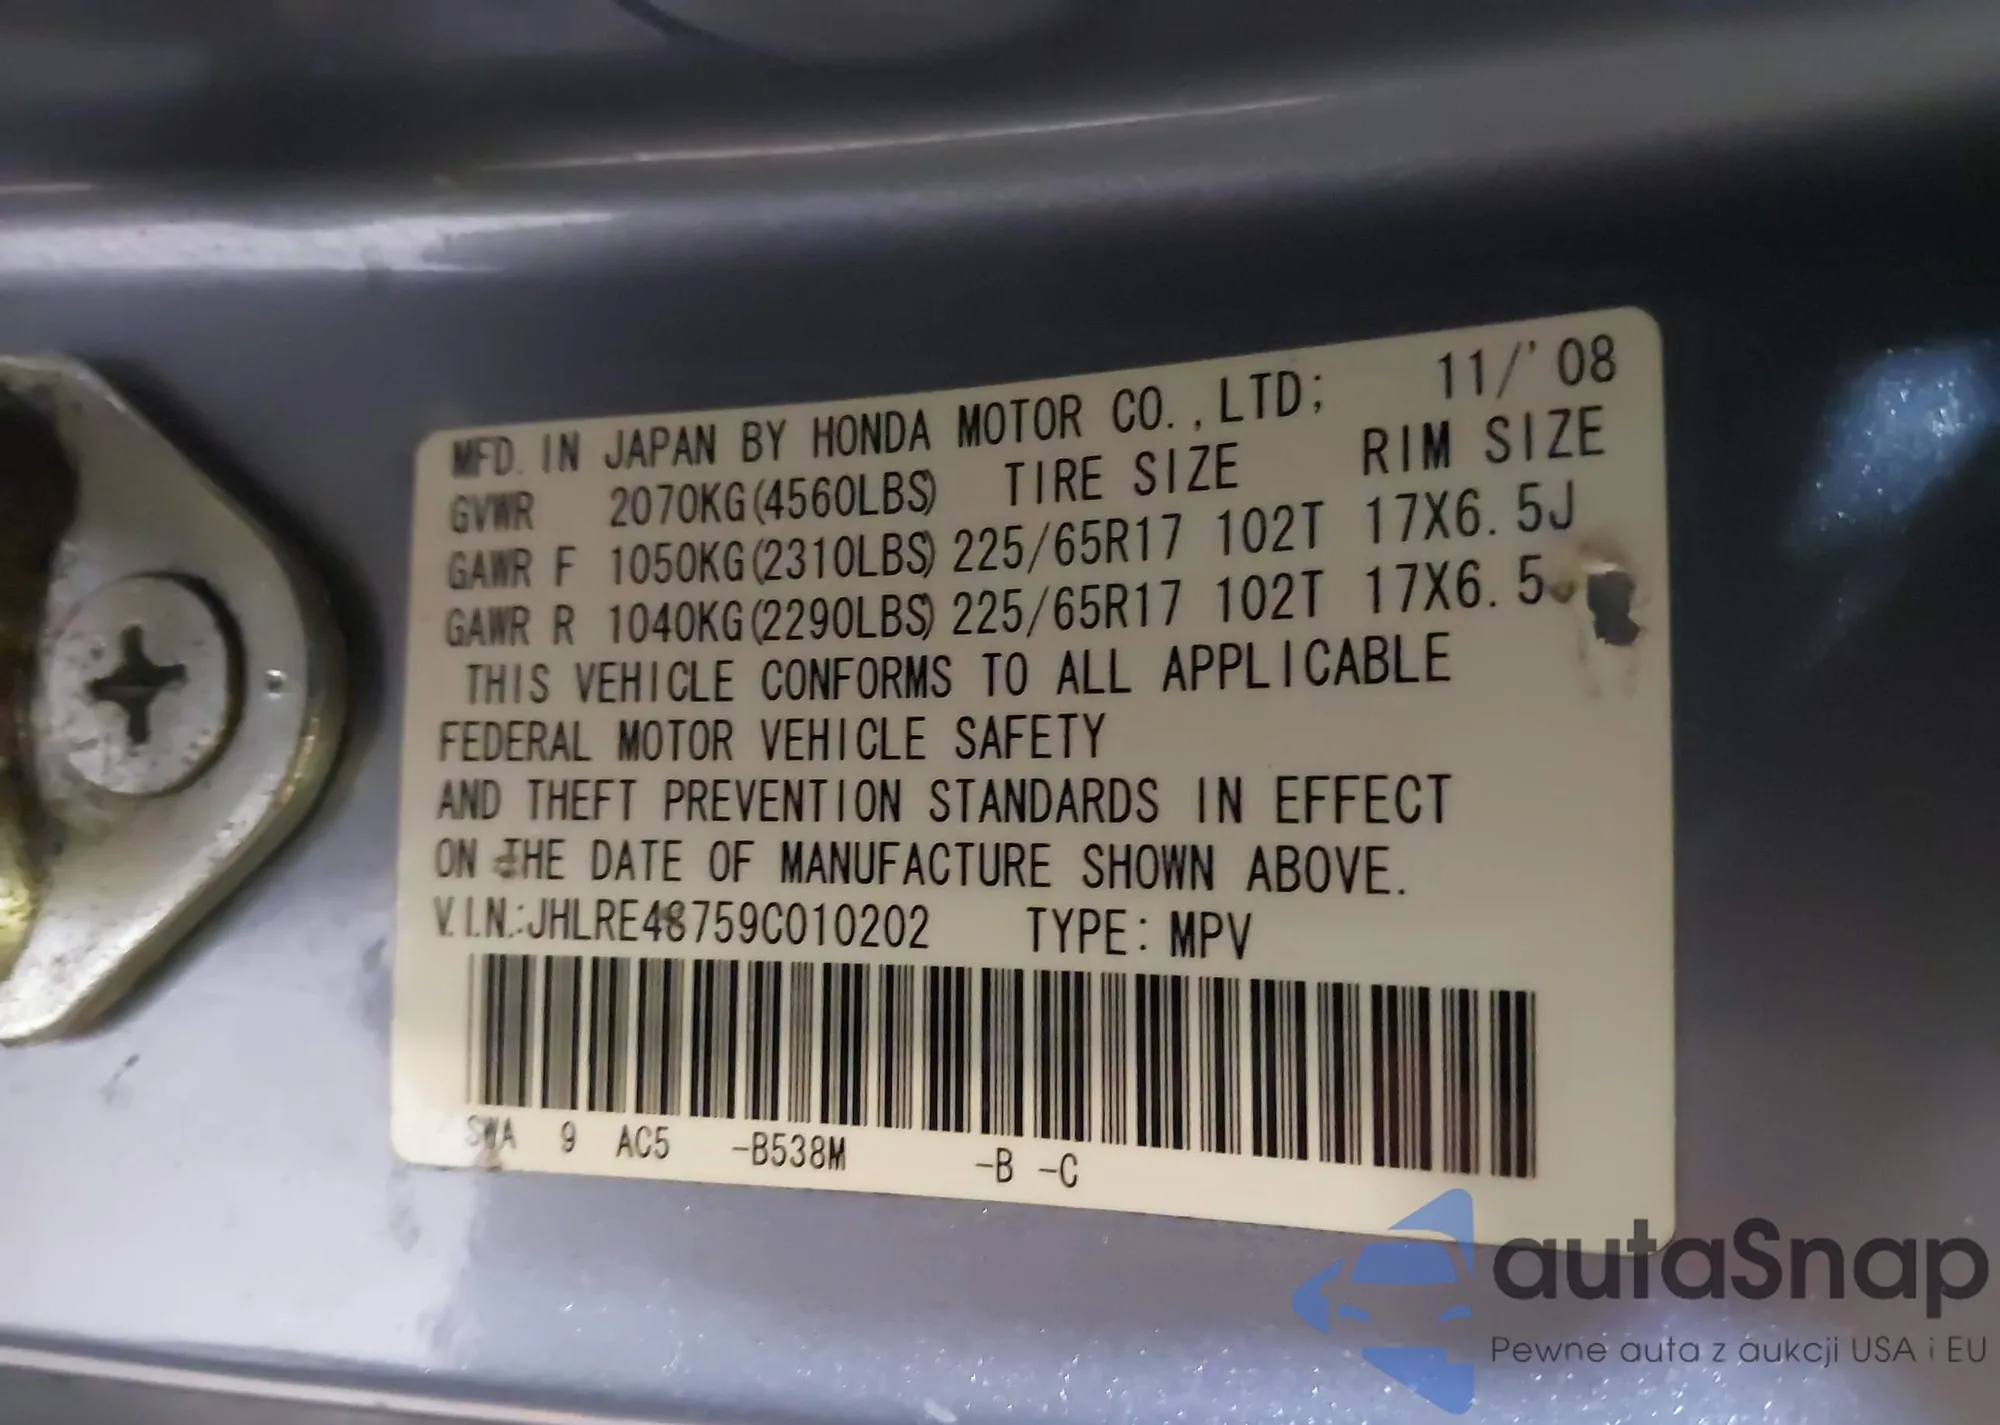 MFD. IN JAPAN BY HONDA MOTOR CO.,LTD; 11/'08
GVWR 2070KG(4560LBS) TIRE SIZE RIM SIZE
GAWR F 1050KG(2310LBS) 225/65R17 102T 17X6.5J
GAWR R 1040KG(2290LBS) 225/65R17 102T 17X6.5
THIS VEHICLE CONFORMS TO ALL APPLICABLE
FEDERAL MOTOR VEHICLE SAFETY
AND THEFT PREVENTION STANDARDS IN EFFECT
ON THE DATE OF MANUFACTURE SHOWN ABOVE.
V.I.N.:JHLRE48759C010202 TYPE: MPV
SWA 9 AC5 -B538M -B -C
autaSnap
Pewne auta z aukcji USA i EU